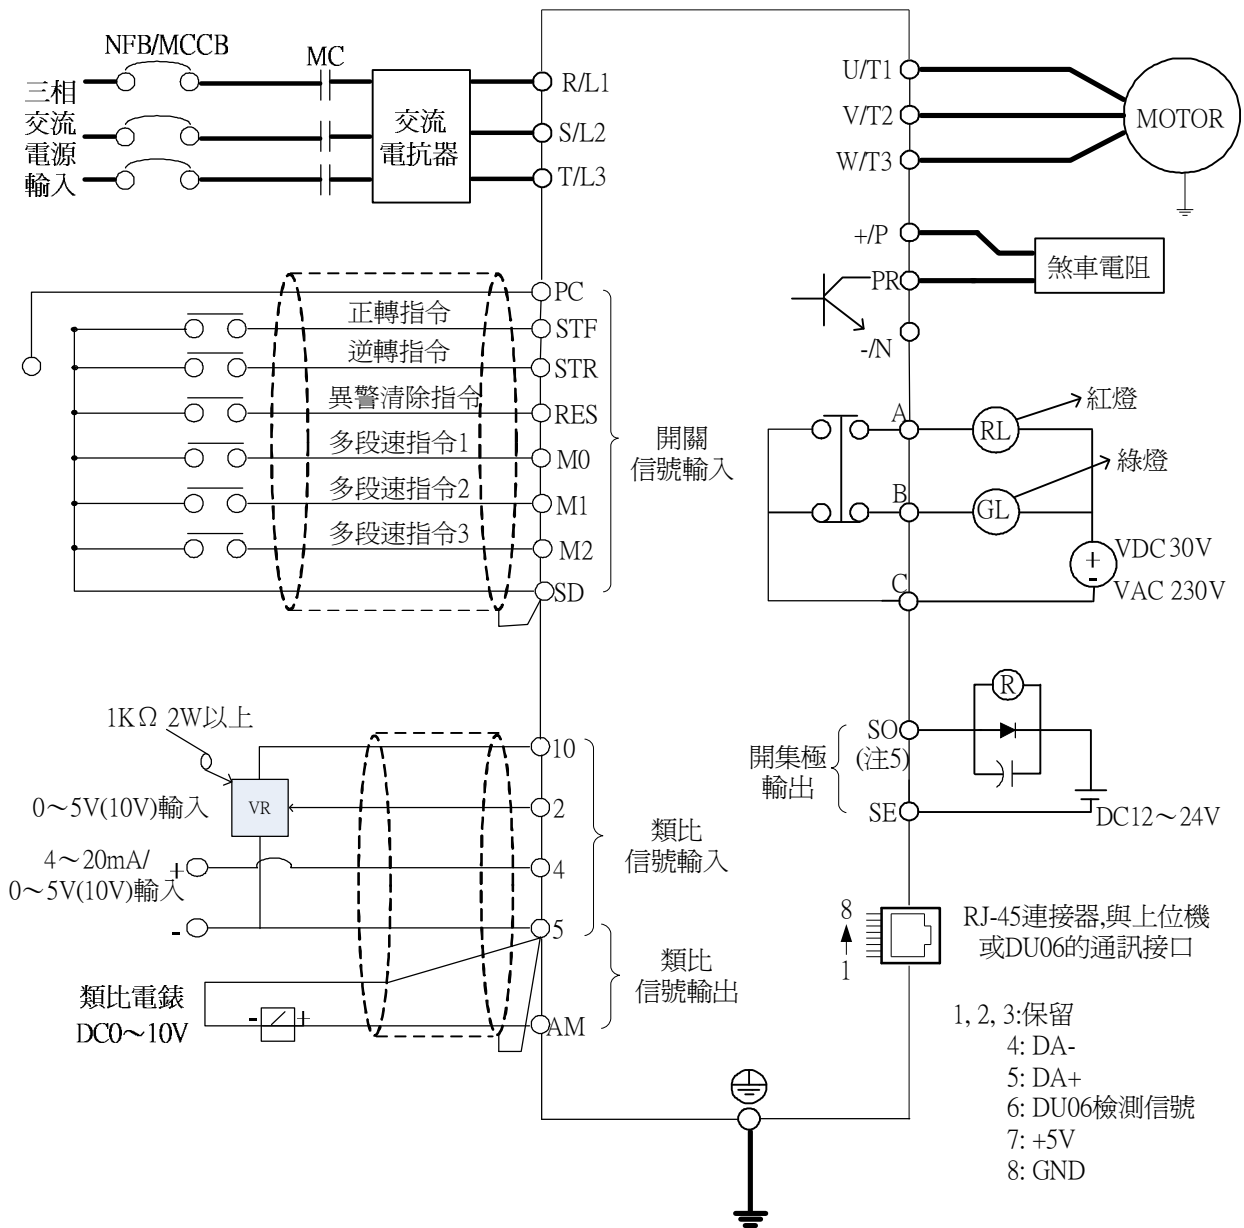 NFB/MCCB
MC
三相
交流
電源
輸入
交流
電抗器
R/L1
S/L2
T/L3
U/T1
V/T2
W/T3
MOTOR
+/P
PR
-/N
煞車電阻
PC
正轉指令
STF
逆轉指令
STR
異警清除指令
RES
多段速指令1
M0
多段速指令2
M1
多段速指令3
M2
SD
開關
信號輸入
A
RL
紅燈
B
GL
綠燈
C
+
-
VDC 30V
VAC 230V
1KΩ 2W以上
VR
0～5V(10V)輸入
4～20mA/
0～5V(10V)輸入
+
-
10
2
4
5
類比
信號輸入
類比
信號輸出
類比電錶
DC0～10V
-
+
AM
R
SO
(注5)
SE
開集極
輸出
DC12～24V
8
1
RJ-45連接器,與上位機
或DU06的通訊接口
1, 2, 3:保留
4: DA-
5: DA+
6: DU06檢測信號
7: +5V
8: GND